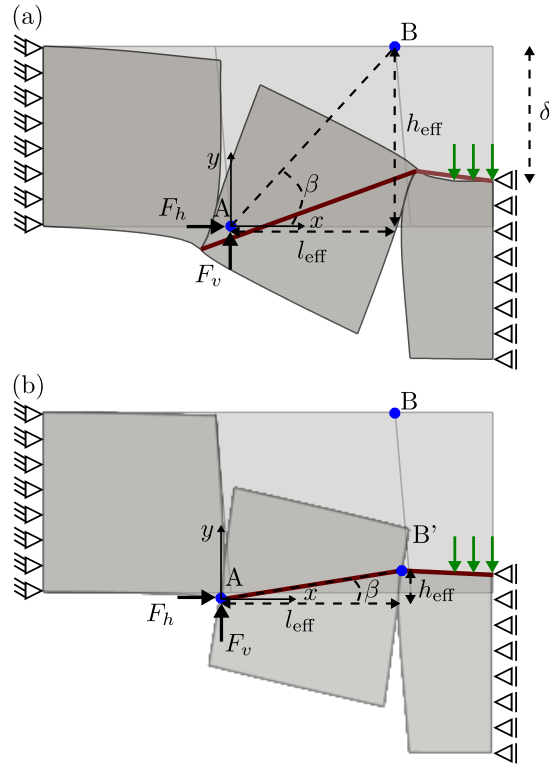 (a)
B
δ
h_eff
y
β
F_h
A
x
l_eff
F_v
(b)
B
y
B'
A
x
β
h_eff
F_h
l_eff
F_v